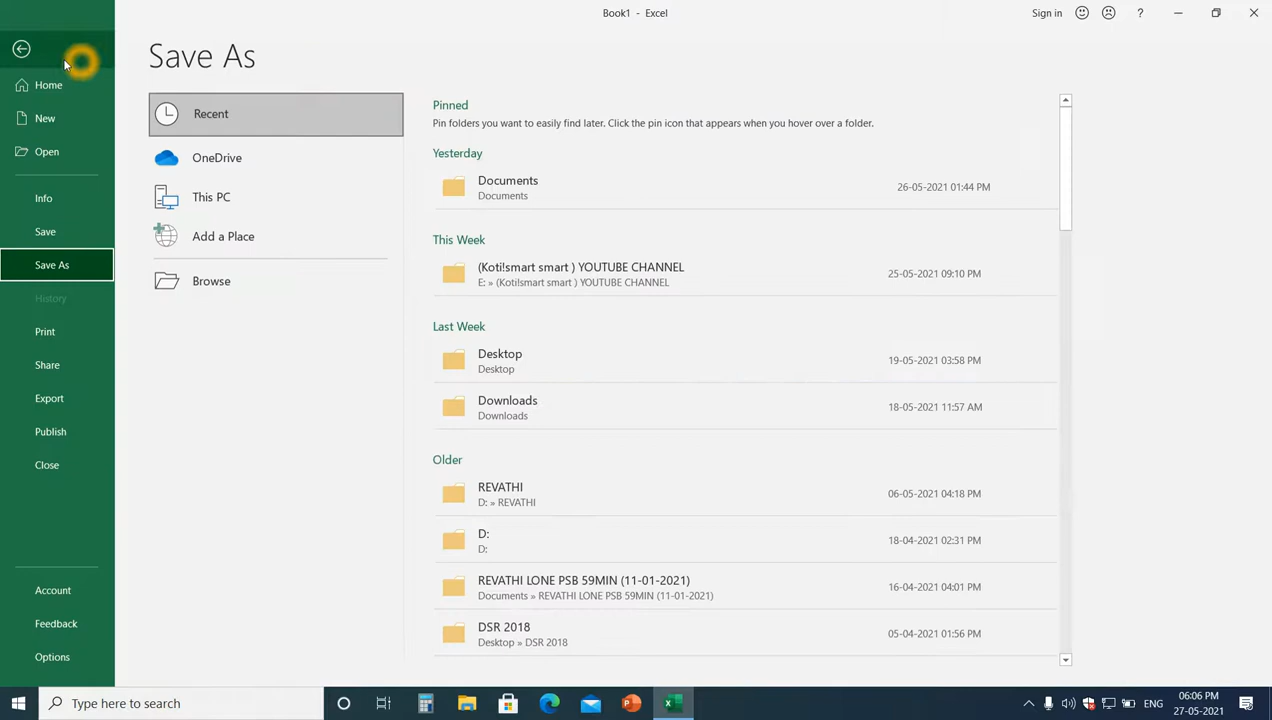 Book1 - Excel
Sign in
?
Save As
Home
New
Open
Info
Save
Save As
History
Print
Share
Export
Publish
Close
Account
Feedback
Options
Recent
OneDrive
This PC
Add a Place
Browse
Pinned
Pin folders you want to easily find later. Click the pin icon that appears when you hover over a folder.
Yesterday
Documents
Documents
26-05-2021 01:44 PM
This Week
(Koti!smart smart ) YOUTUBE CHANNEL
E: » (Koti!smart smart ) YOUTUBE CHANNEL
25-05-2021 09:10 PM
Last Week
Desktop
Desktop
19-05-2021 03:58 PM
Downloads
Downloads
18-05-2021 11:57 AM
Older
REVATHI
D: » REVATHI
06-05-2021 04:18 PM
D:
D:
18-04-2021 02:31 PM
REVATHI LONE PSB 59MIN (11-01-2021)
Documents » REVATHI LONE PSB 59MIN (11-01-2021)
16-04-2021 04:01 PM
DSR 2018
Desktop » DSR 2018
05-04-2021 01:56 PM
Type here to search
ENG
06:06 PM
27-05-2021